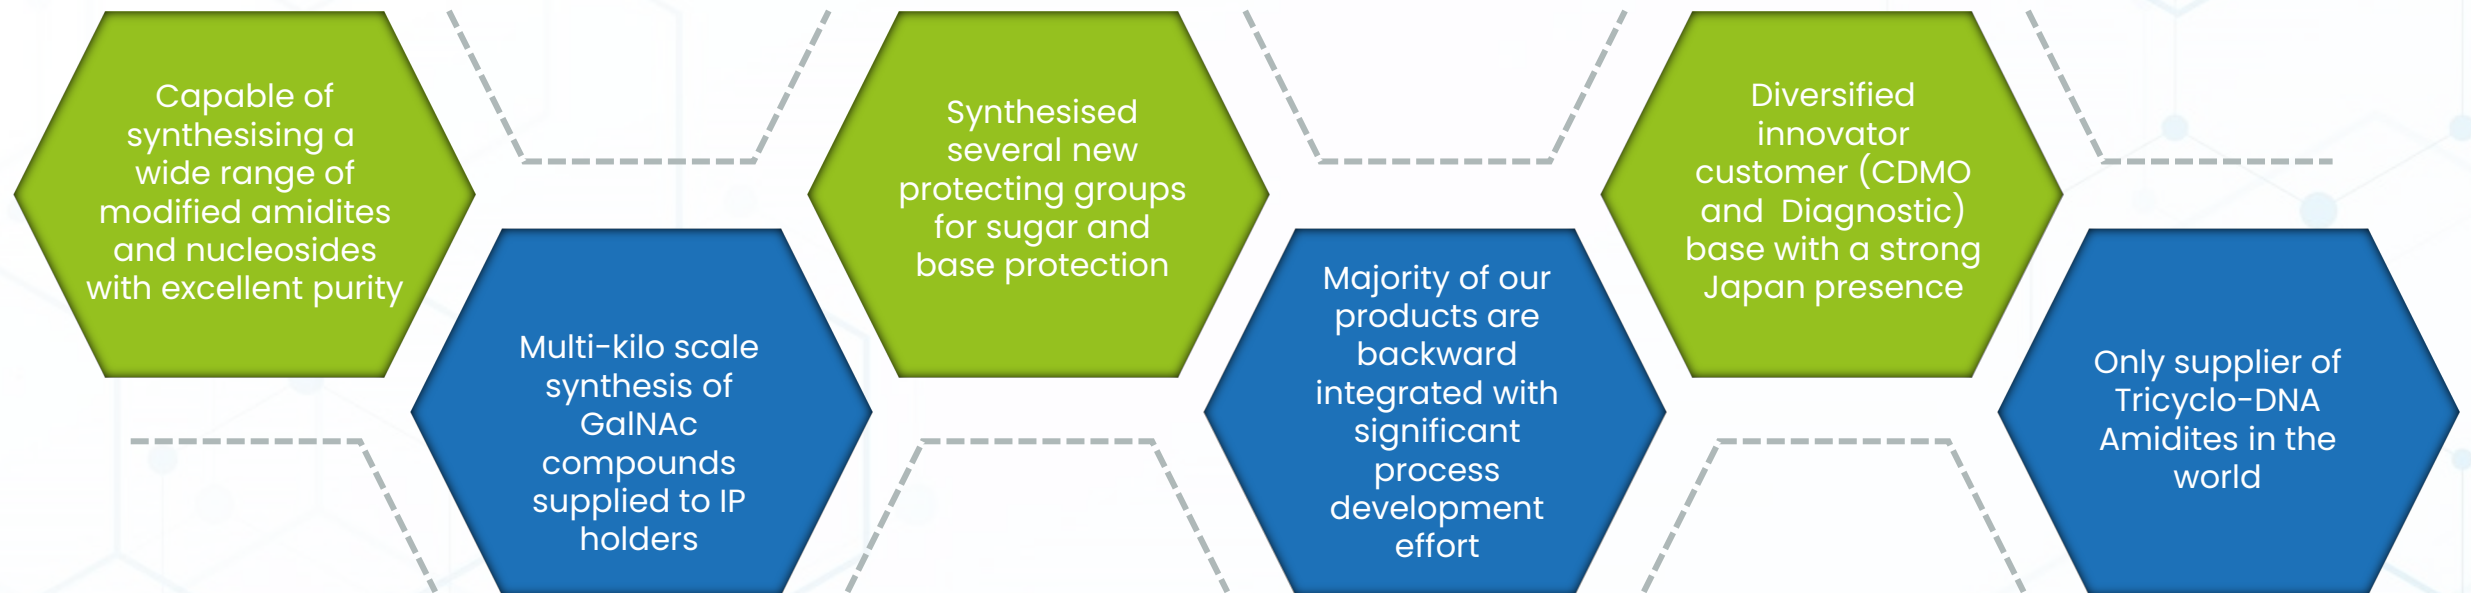 Capable of
synthesising a
wide range of
modified amidites
and nucleosides
with excellent purity
Multi-kilo scale
synthesis of
GalNAc
compounds
supplied to IP
holders
Synthesised
several new
protecting groups
for sugar and
base protection
Majority of our
products are
backward
integrated with
significant
process
development
effort
Diversified
innovator
customer (CDMO
and  Diagnostic)
base with a strong
Japan presence
Only supplier of
Tricyclo-DNA
Amidites in the
world